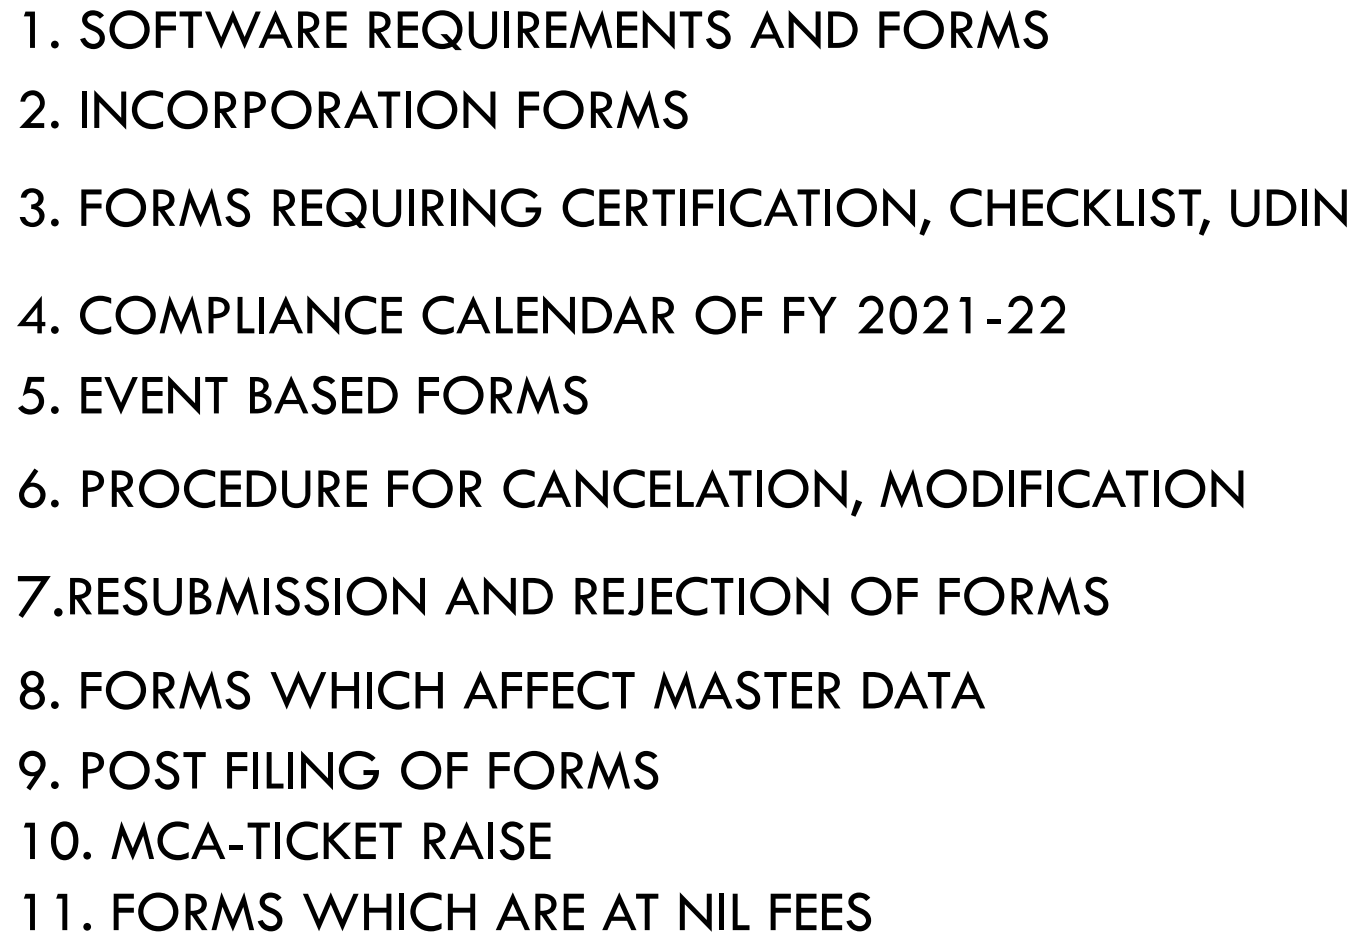 1. SOFTWARE REQUIREMENTS AND FORMS
2. INCORPORATION FORMS
3. FORMS REQUIRING CERTIFICATION, CHECKLIST, UDIN
4. COMPLIANCE CALENDAR OF FY 2021-22
5. EVENT BASED FORMS
6. PROCEDURE FOR CANCELATION, MODIFICATION
7.RESUBMISSION AND REJECTION OF FORMS
8. FORMS WHICH AFFECT MASTER DATA
9. POST FILING OF FORMS
10. MCA-TICKET RAISE
11. FORMS WHICH ARE AT NIL FEES